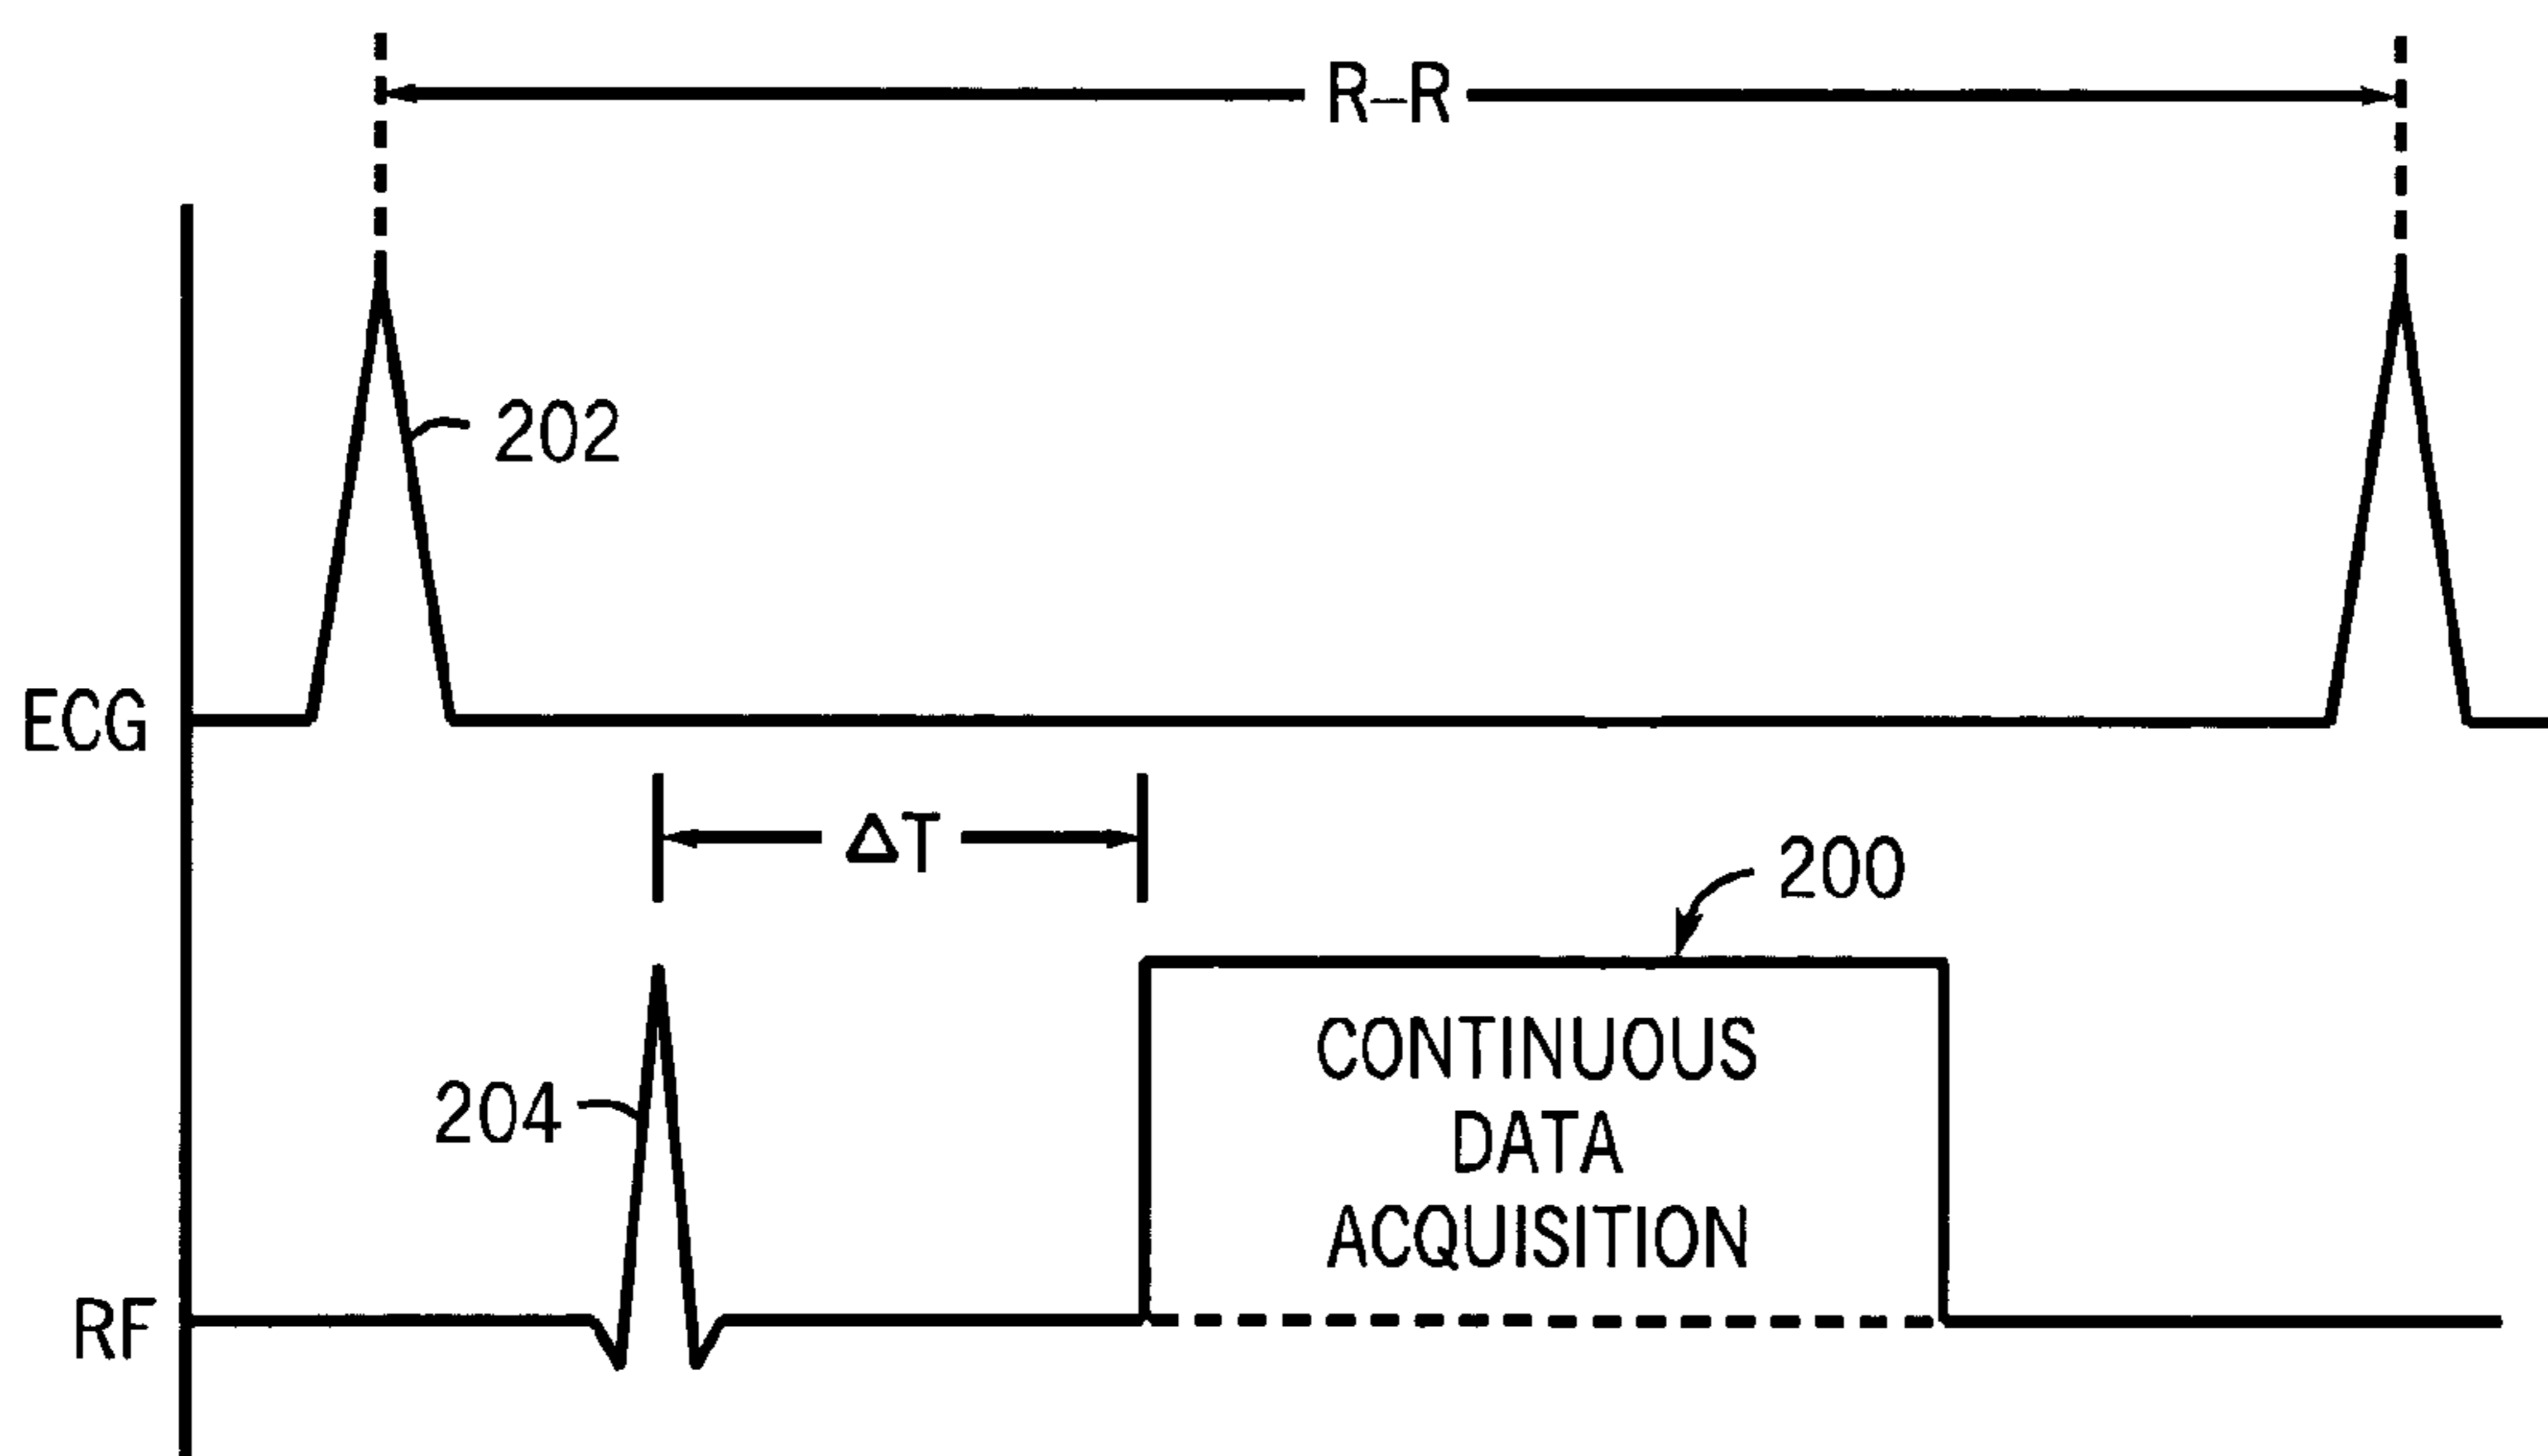 R–R
202
ECG
ΔT
200
CONTINUOUS
DATA
ACQUISITION
204
RF